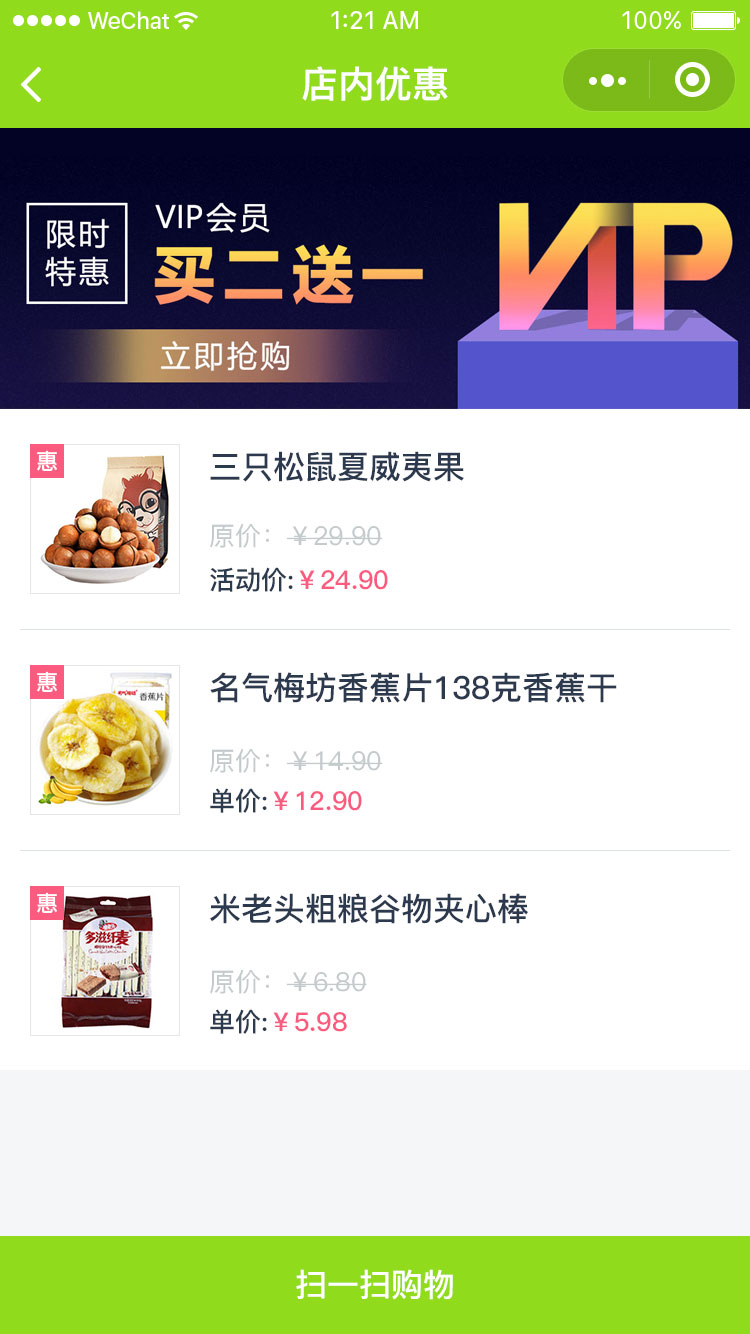 WeChat
1:21 AM
100%
店内优惠
限时
特惠
VIP会员
买二送一
立即抢购
VIP
惠
三只松鼠夏威夷果
原价: ¥29.90
活动价: ¥24.90
惠
香蕉片
名气梅坊香蕉片138克香蕉干
原价: ¥14.90
单价: ¥12.90
惠
多滋纤麦
米老头粗粮谷物夹心棒
原价: ¥6.80
单价: ¥5.98
扫一扫购物